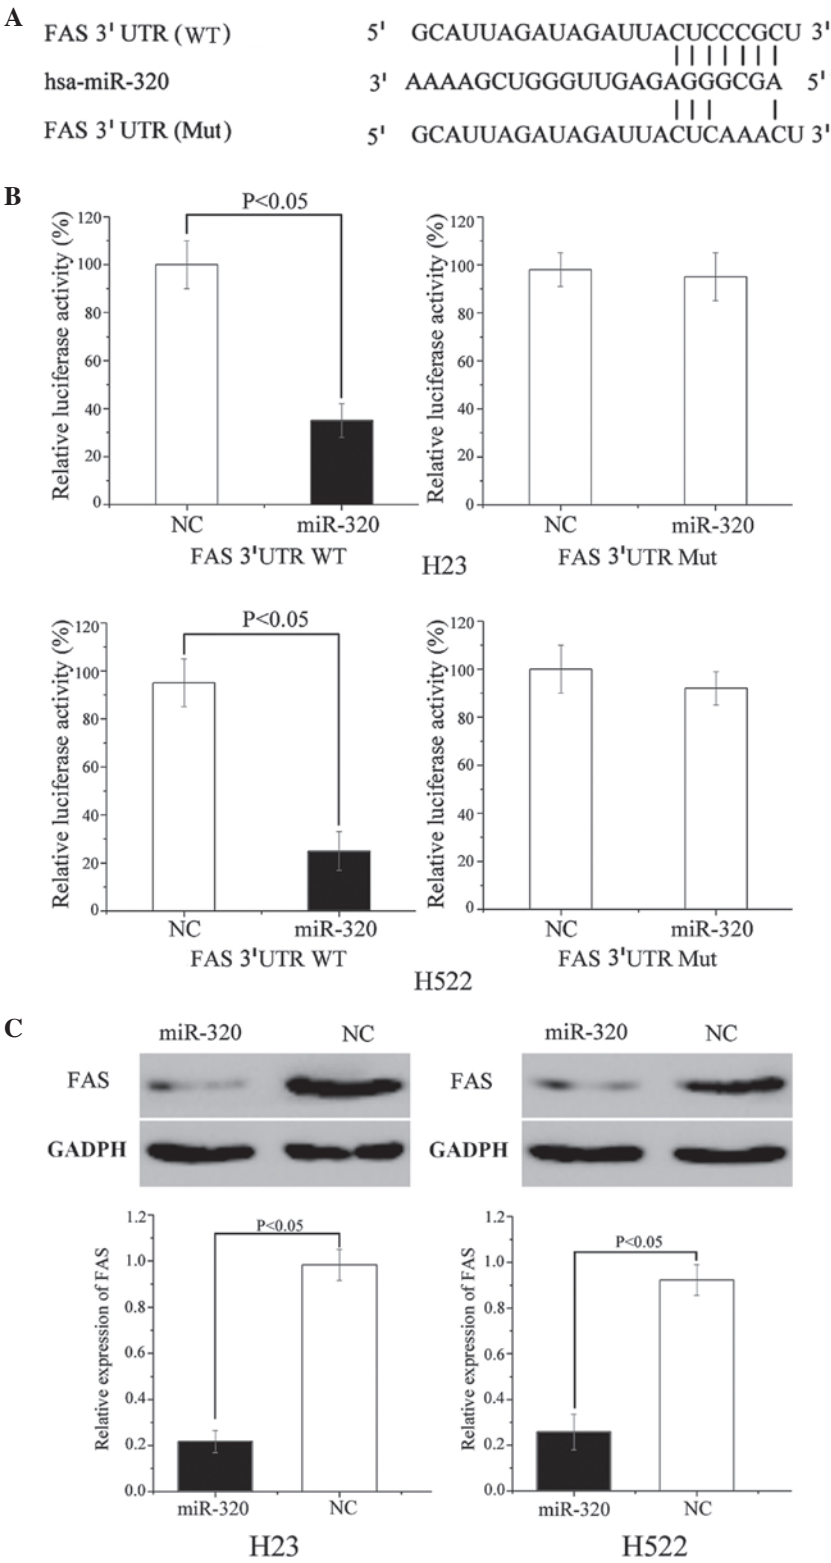 A
FAS 3' UTR (WT) 5' GCAUUAGAUAGAUUACUCCCGCU 3'
hsa-miR-320 3' AAAAGCUGGGUUGAGAGGGCGA 5'
FAS 3' UTR (Mut) 5' GCAUUAGAUAGAUUACUCAAACU 3'
B
P<0.05
Relative luciferase activity (%)
120
100
80
60
40
20
0
NC miR-320
FAS 3'UTR WT
Relative luciferase activity (%)
120
100
80
60
40
20
0
NC miR-320
FAS 3'UTR Mut
H23
P<0.05
Relative luciferase activity (%)
120
100
80
60
40
20
0
NC miR-320
FAS 3'UTR WT
Relative luciferase activity (%)
120
100
80
60
40
20
0
NC miR-320
FAS 3'UTR Mut
H522
C
miR-320 NC
FAS
GADPH
miR-320 NC
FAS
GADPH
P<0.05
Relative expression of FAS
1.2
1.0
0.8
0.6
0.4
0.2
0.0
miR-320 NC
H23
P<0.05
Relative expression of FAS
1.2
1.0
0.8
0.6
0.4
0.2
0.0
miR-320 NC
H522